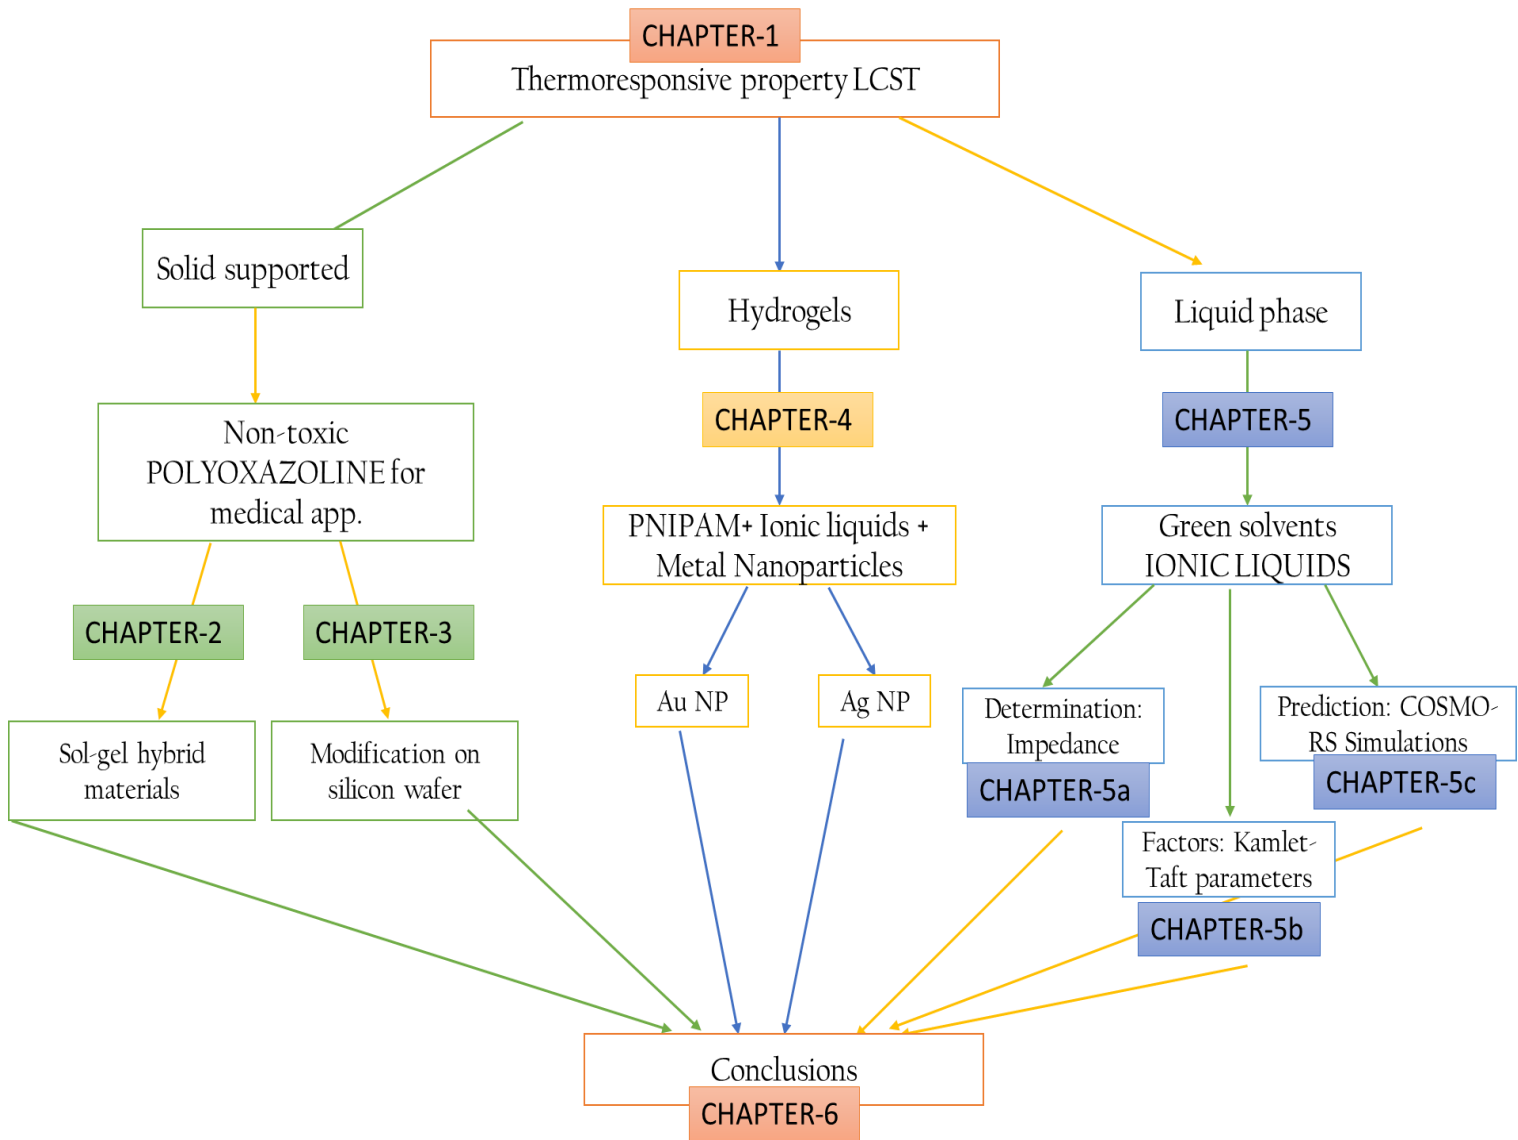 CHAPTER-1
Thermoresponsive property LCST
Solid supported
Hydrogels
Liquid phase
CHAPTER-4
CHAPTER-5
Non-toxic
POLYOXAZOLINE for
medical app.
PNIPAM+ Ionic liquids +
Metal Nanoparticles
Green solvents
IONIC LIQUIDS
CHAPTER-2
CHAPTER-3
Au NP
Ag NP
Determination:
Impedance
CHAPTER-5a
Prediction: COSMO-
RS Simulations
CHAPTER-5c
Sol-gel hybrid
materials
Modification on
silicon wafer
Factors: Kamlet-
Taft parameters
CHAPTER-5b
Conclusions
CHAPTER-6